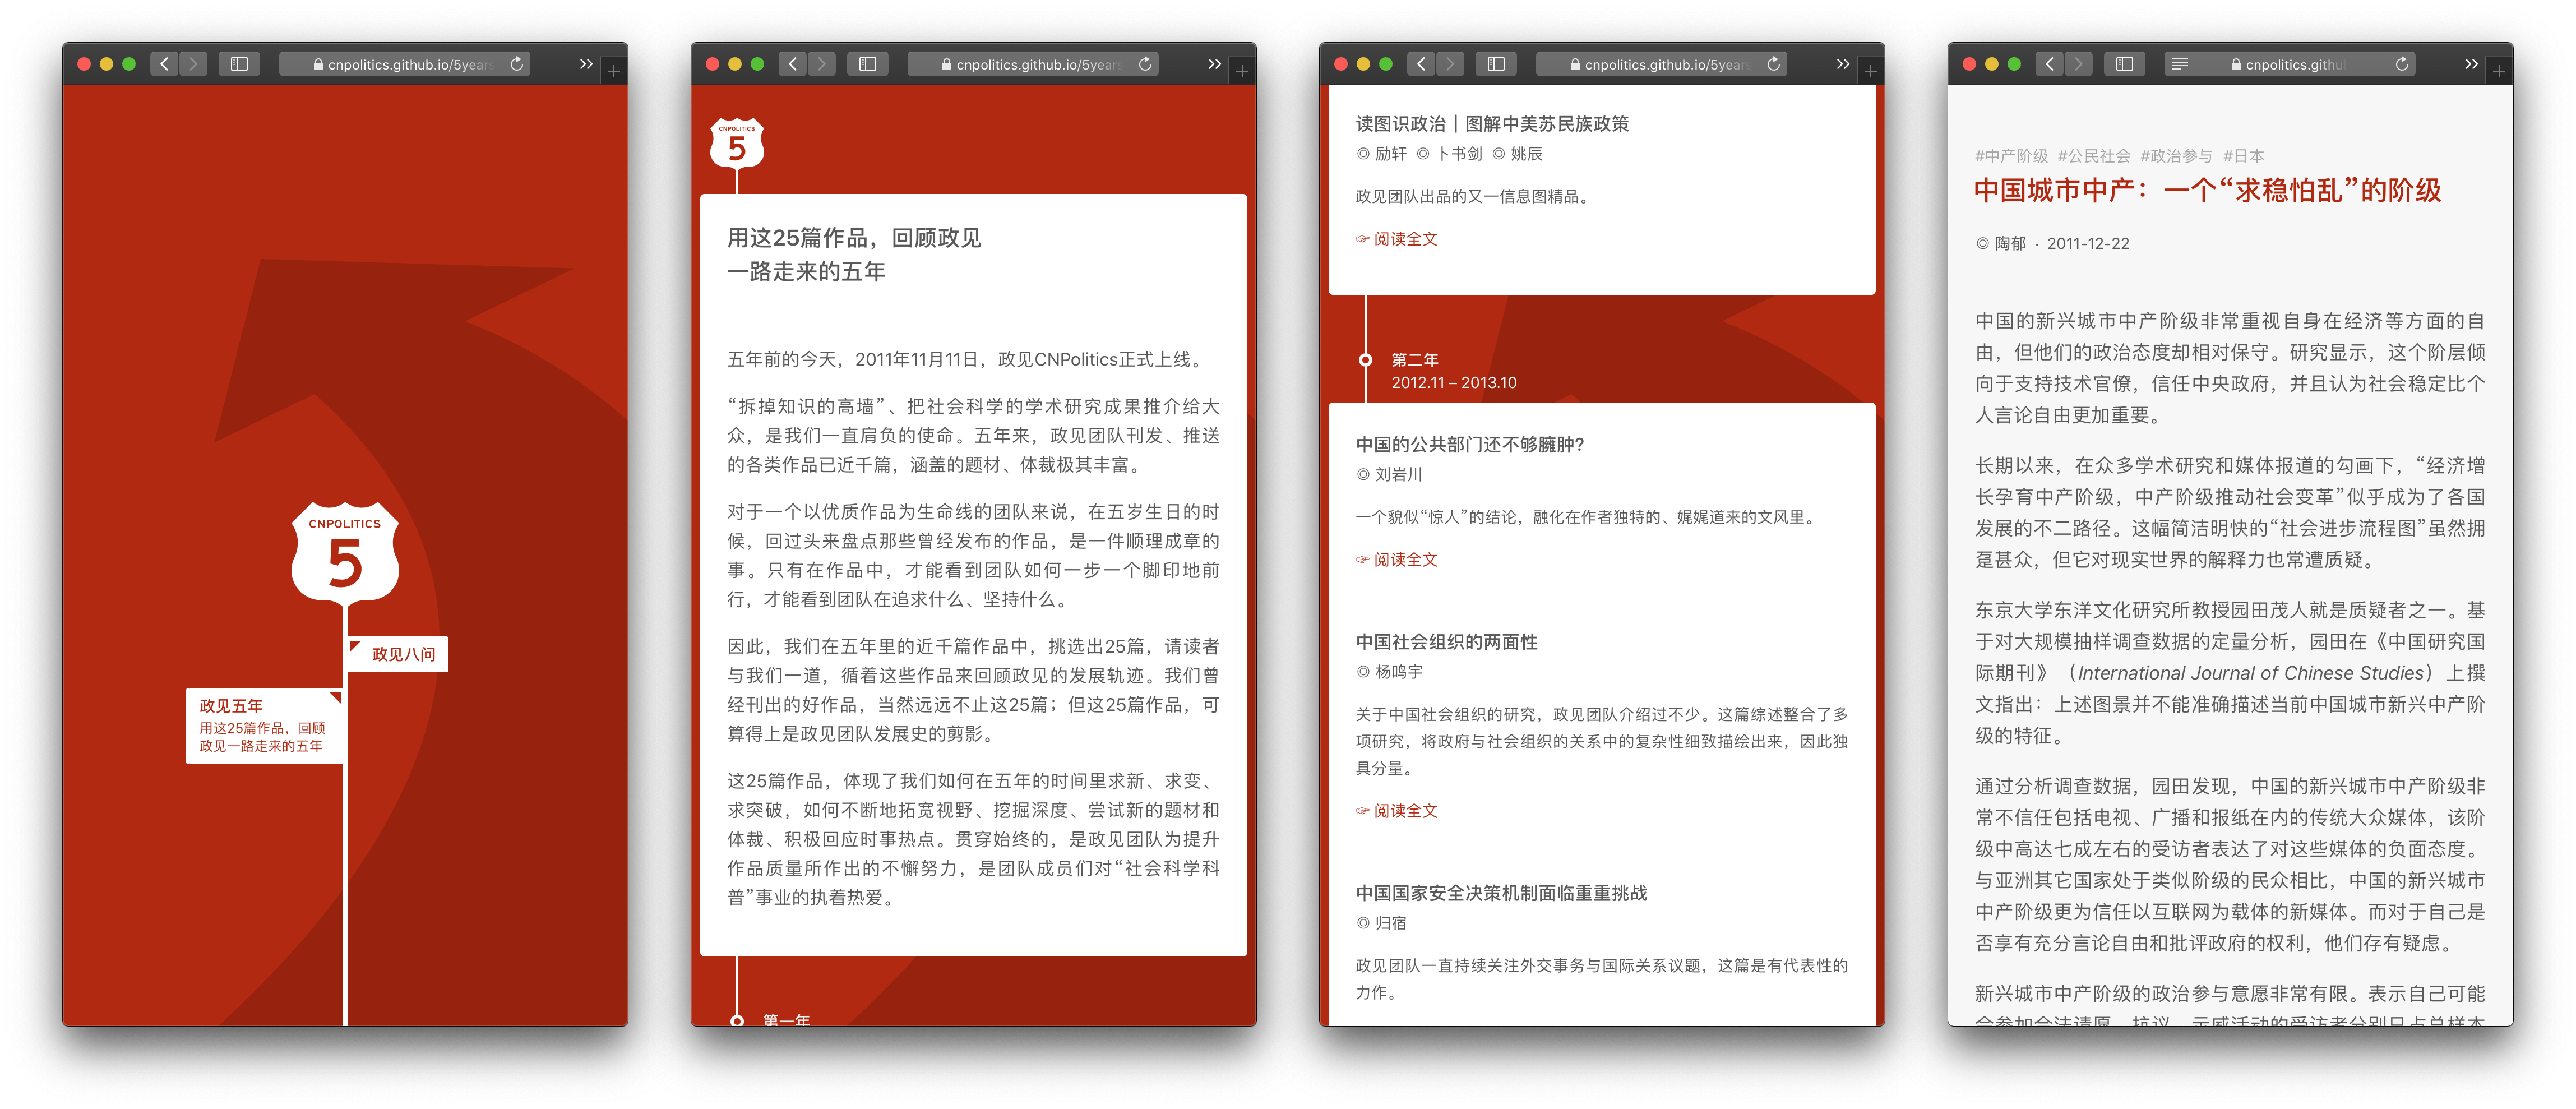 cnpolitics.github.io/5years
CNPOLITICS
5
政见八问
政见五年
用这25篇作品，回顾
政见一路走来的五年
cnpolitics.github.io/5years
CNPOLITICS
5
用这25篇作品，回顾政见
一路走来的五年
五年前的今天，2011年11月11日，政见CNPolitics正式上线。
“拆掉知识的高墙”、把社会科学的学术研究成果推介给大
众，是我们一直肩负的使命。五年来，政见团队刊发、推送
的各类作品已近千篇，涵盖的题材、体裁极其丰富。
对于一个以优质作品为生命线的团队来说，在五岁生日的时
候，回过头来盘点那些曾经发布的作品，是一件顺理成章的
事。只有在作品中，才能看到团队如何一步一个脚印地前
行，才能看到团队在追求什么、坚持什么。
因此，我们在五年里的近千篇作品中，挑选出25篇，请读者
与我们一道，循着这些作品来回顾政见的发展轨迹。我们曾
经刊出的好作品，当然远远不止这25篇；但这25篇作品，可
算得上是政见团队发展史的剪影。
这25篇作品，体现了我们如何在五年的时间里求新、求变、
求突破，如何不断地拓宽视野、挖掘深度、尝试新的题材和
体裁、积极回应时事热点。贯穿始终的，是政见团队为提升
作品质量所作出的不懈努力，是团队成员们对“社会科学科
普”事业的执着热爱。
第一年
cnpolitics.github.io/5years
读图识政治｜图解中美苏民族政策
◎ 励轩 ◎ 卜书剑 ◎ 姚辰
政见团队出品的又一信息图精品。
☞ 阅读全文
第二年
2012.11 – 2013.10
中国的公共部门还不够臃肿?
◎ 刘岩川
一个貌似“惊人”的结论，融化在作者独特的、娓娓道来的文风里。
☞ 阅读全文
中国社会组织的两面性
◎ 杨鸣宇
关于中国社会组织的研究，政见团队介绍过不少。这篇综述整合了多
项研究，将政府与社会组织的关系中的复杂性细致描绘出来，因此独
具分量。
☞ 阅读全文
中国国家安全决策机制面临重重挑战
◎ 归宿
政见团队一直持续关注外交事务与国际关系议题，这篇是有代表性的
力作。
cnpolitics.githu
#中产阶级 #公民社会 #政治参与 #日本
中国城市中产：一个“求稳怕乱”的阶级
◎ 陶郁 · 2011-12-22
中国的新兴城市中产阶级非常重视自身在经济等方面的自
由，但他们的政治态度却相对保守。研究显示，这个阶层倾
向于支持技术官僚，信任中央政府，并且认为社会稳定比个
人言论自由更加重要。
长期以来，在众多学术研究和媒体报道的勾画下，“经济增
长孕育中产阶级，中产阶级推动社会变革”似乎成为了各国
发展的不二路径。这幅简洁明快的“社会进步流程图”虽然拥
趸甚众，但它对现实世界的解释力也常遭质疑。
东京大学东洋文化研究所教授园田茂人就是质疑者之一。基
于对大规模抽样调查数据的定量分析，园田在《中国研究国
际期刊》（International Journal of Chinese Studies）上撰
文指出：上述图景并不能准确描述当前中国城市新兴中产阶
级的特征。
通过分析调查数据，园田发现，中国的新兴城市中产阶级非
常不信任包括电视、广播和报纸在内的传统大众媒体，该阶
级中高达七成左右的受访者表达了对这些媒体的负面态度。
与亚洲其它国家处于类似阶级的民众相比，中国的新兴城市
中产阶级更为信任以互联网为载体的新媒体。而对于自己是
否享有充分言论自由和批评政府的权利，他们存有疑虑。
新兴城市中产阶级的政治参与意愿非常有限。表示自己可能
会参加合法请愿、抗议、示威活动的受访者分别只占总样本